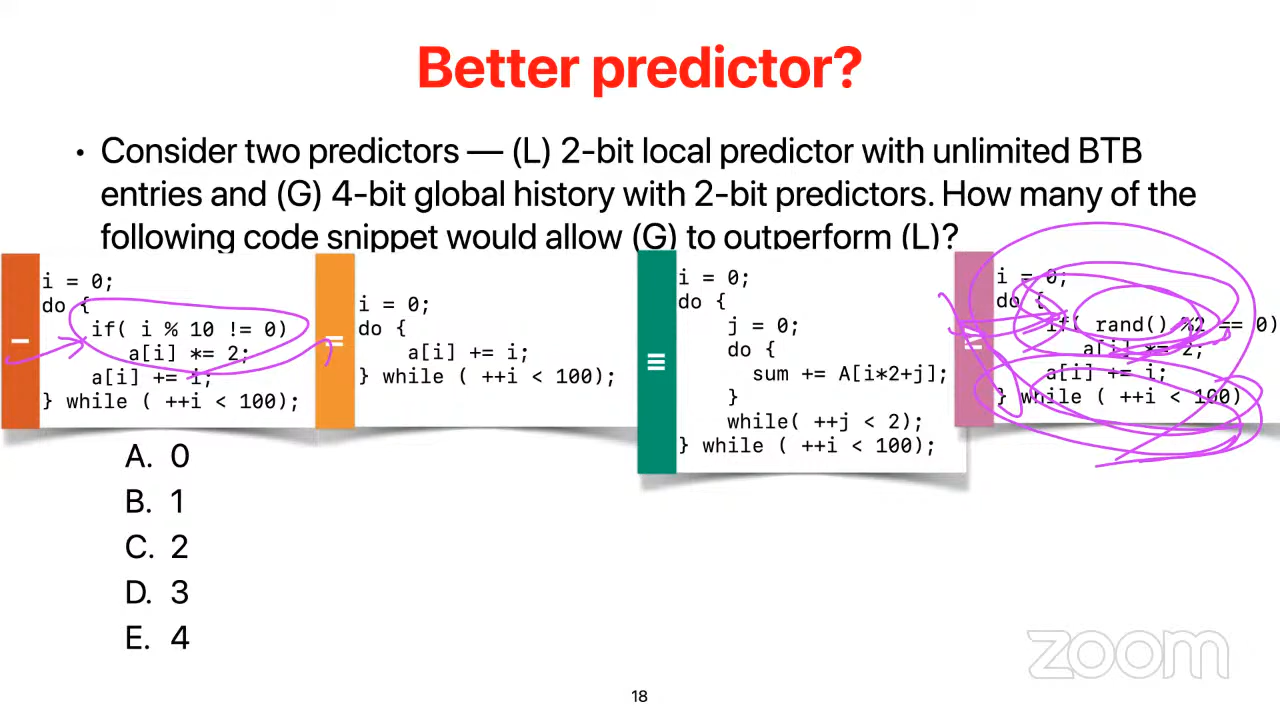 Better predictor?
• Consider two predictors — (L) 2-bit local predictor with unlimited BTB
entries and (G) 4-bit global history with 2-bit predictors. How many of the
following code snippet would allow (G) to outperform (L)?
I
i = 0;
do {
if( i % 10 != 0)
a[i] *= 2;
a[i] += i;
} while ( ++i < 100);
II
i = 0;
do {
a[i] += i;
} while ( ++i < 100);
III
i = 0;
do {
j = 0;
do {
sum += A[i*2+j];
}
while( ++j < 2);
} while ( ++i < 100);
i = 0;
do {
if( rand() %2 == 0)
a[i] *= 2;
a[i] += i;
} while ( ++i < 100)
A. 0
B. 1
C. 2
D. 3
E. 4
zoom
18